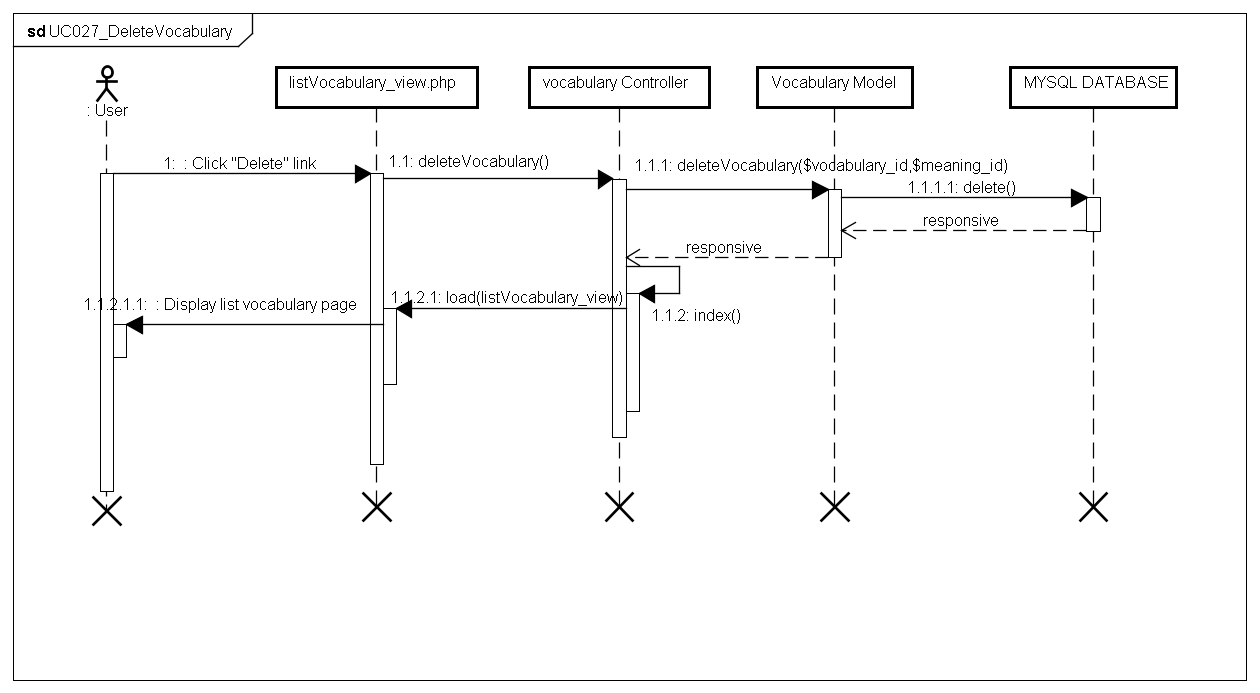 sd UC027_DeleteVocabulary
: User
listVocabulary_view.php
vocabulary Controller
Vocabulary Model
MYSQL DATABASE
1: : Click "Delete" link
1.1: deleteVocabulary()
1.1.1: deleteVocabulary($vocabulary_id,$meaning_id)
1.1.1.1: delete()
responsive
responsive
1.1.2.1.1: : Display list vocabulary page
1.1.2.1: load(listVocabulary_view)
1.1.2: index()